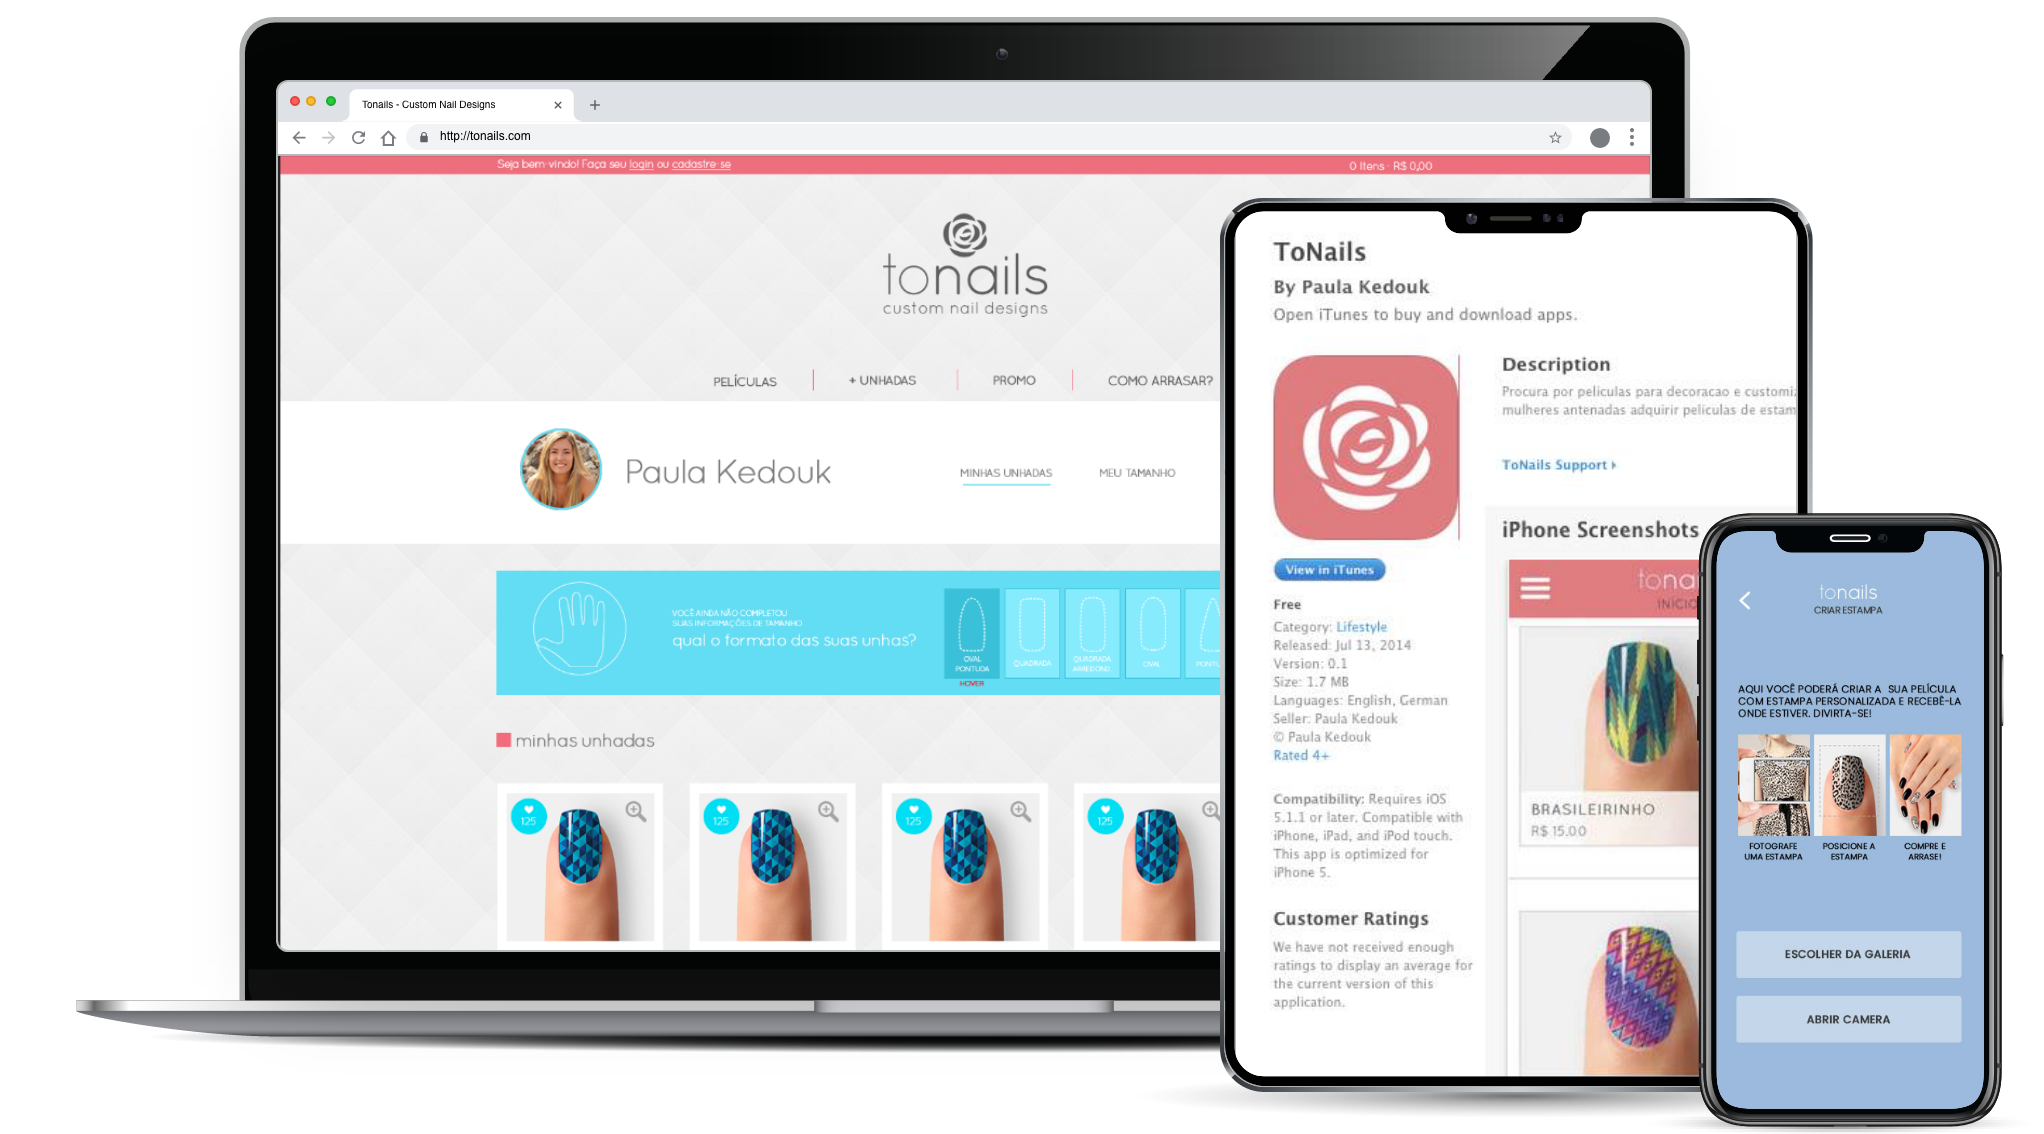 Tonails - Custom Nail Designs
http://tonails.com
Seja bem-vindo! Faça seu login ou cadastre-se
0 Itens - R$ 0,00
tonails
custom nail designs
PELÍCULAS
+ UNHADAS
PROMO
COMO ARRASAR?
Paula Kedouk
MINHAS UNHADAS
MEU TAMANHO
VOCÊ AINDA NÃO COMPLETOU
SUAS INFORMAÇÕES DE TAMANHO
qual o formato das suas unhas?
OVAL
PONTUDA
HOVER
QUADRADA
QUADRADA
OVAL
minhas unhadas
125
125
125
125
ToNails
By Paula Kedouk
Open iTunes to buy and download apps.
View in iTunes
Free
Category: Lifestyle
Released: Jul 13, 2014
Version: 0.1
Size: 1.7 MB
Languages: English, German
Seller: Paula Kedouk
© Paula Kedouk
Rated 4+
Compatibility: Requires iOS
5.1.1 or later. Compatible with
iPhone, iPad, and iPod touch.
This app is optimized for
iPhone 5.
Customer Ratings
We have not received enough
ratings to display an average for
the current version of this
application.
Description
Procura por peliculas para decoracao e customi
mulheres antenadas adquirir peliculas de estam
ToNails Support
iPhone Screenshots
tona
INÍCIO
BRASILEIRINHO
R$ 15.00
tonails
CRIAR ESTAMPA
AQUI VOCÊ PODERÁ CRIAR A SUA PELÍCULA
COM ESTAMPA PERSONALIZADA E RECEBÊ-LA
ONDE ESTIVER. DIVIRTA-SE!
FOTOGRAFE
UMA ESTAMPA
POSICIONE A
ESTAMPA
COMPRE E
ARRASE!
ESCOLHER DA GALERIA
ABRIR CAMERA